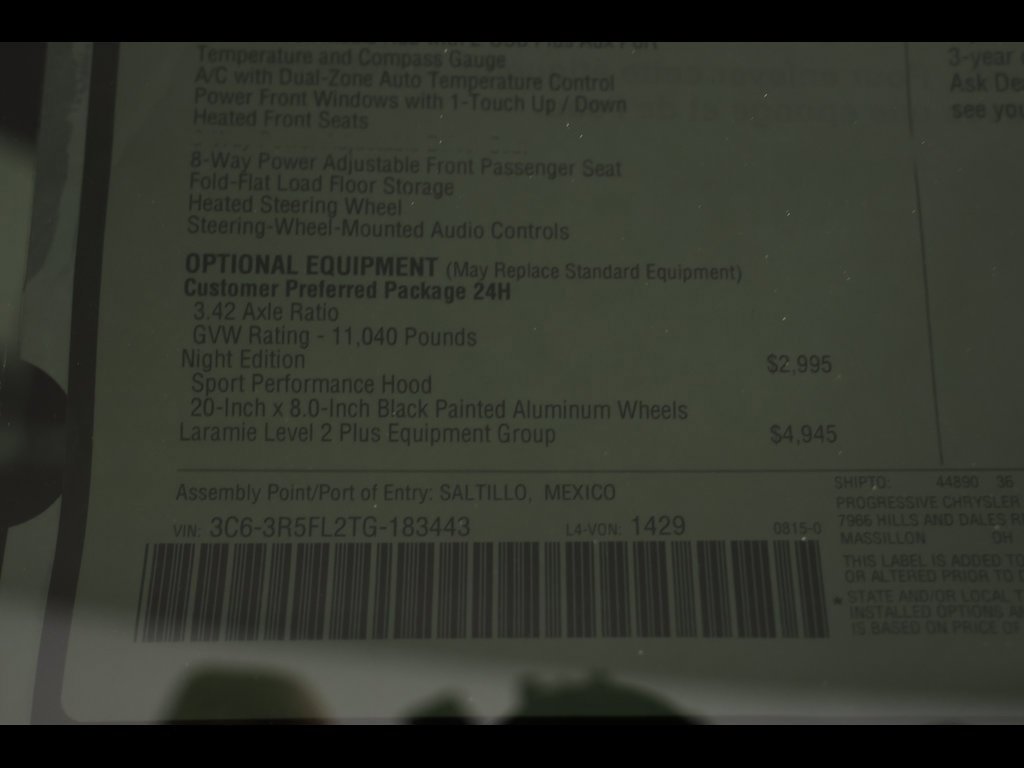 Temperature and Compass Gauge
A/C with Dual-Zone Auto Temperature Control
Power Front Windows with 1-Touch Up / Down
Heated Front Seats
8-Way Power Adjustable Front Passenger Seat
Fold-Flat Load Floor Storage
Heated Steering Wheel
Steering-Wheel-Mounted Audio Controls
OPTIONAL EQUIPMENT (May Replace Standard Equipment)
Customer Preferred Package 24H
3.42 Axle Ratio
GVW Rating - 11,040 Pounds
Night Edition $2,995
Sport Performance Hood
20-Inch x 8.0-Inch Black Painted Aluminum Wheels
Laramie Level 2 Plus Equipment Group $4,945
Assembly Point/Port of Entry: SALTILLO, MEXICO
VIN: 3C6-3R5FL2TG-183443 L4-VON: 1429 0815-0
3-year
Ask
see you
SHIPTO: 44890 36
PROGRESSIVE CHRYSLER
7966 HILLS AND DALES
MASSILLON OH
THIS LABEL IS ADDED TO
OR ALTERED PRIOR TO
* STATE AND/OR LOCAL
INSTALLED OPTIONS
IS BASED ON PRICE OF